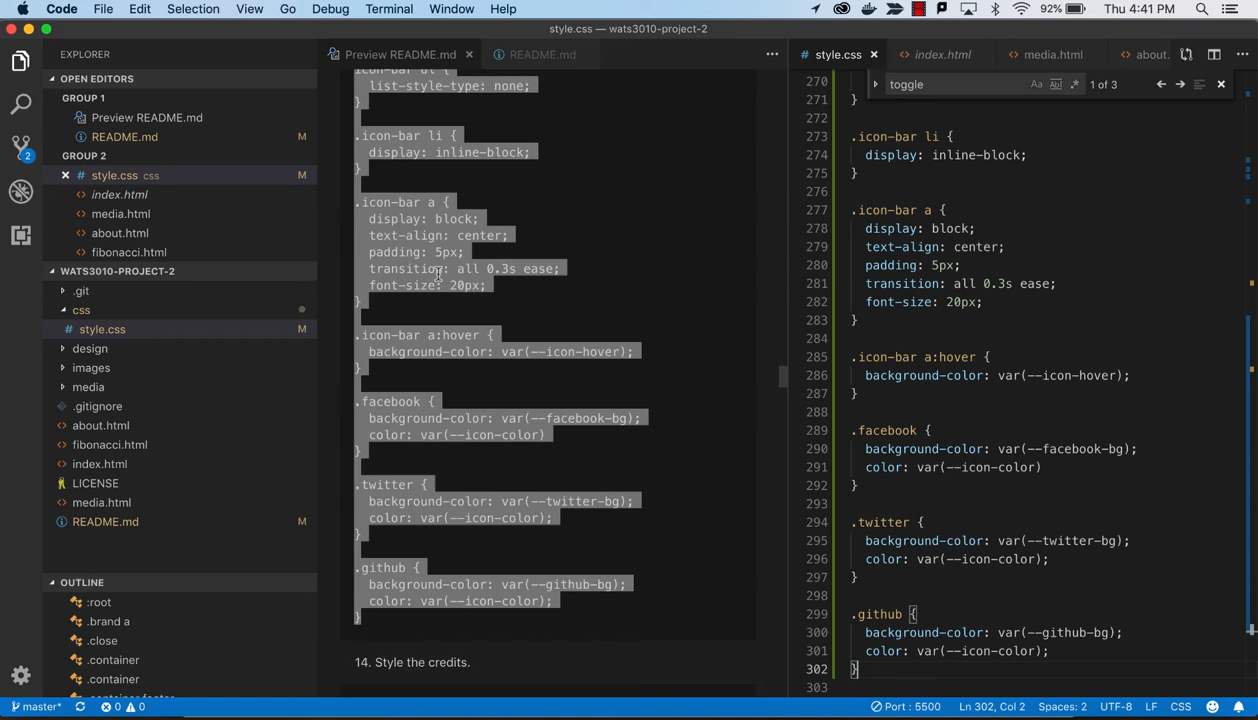 Code File Edit Selection View Go Debug Terminal Window Help 92% Thu 4:41 PM
style.css — wats3010-project-2
EXPLORER
OPEN EDITORS
GROUP 1
Preview README.md
README.md M
GROUP 2
style.css css M
index.html
media.html
about.html
fibonacci.html
WATS3010-PROJECT-2
.git
css
style.css M
design
images
media
.gitignore
about.html
fibonacci.html
index.html
LICENSE
media.html
README.md M
OUTLINE
:root
.brand a
.close
.container
.container
.container footer
Preview README.md
README.md
icon-bar ul {
list-style-type: none;
}
.icon-bar li {
display: inline-block;
}
.icon-bar a {
display: block;
text-align: center;
padding: 5px;
transition: all 0.3s ease;
font-size: 20px;
}
.icon-bar a:hover {
background-color: var(--icon-hover);
}
.facebook {
background-color: var(--facebook-bg);
color: var(--icon-color)
}
.twitter {
background-color: var(--twitter-bg);
color: var(--icon-color);
}
.github {
background-color: var(--github-bg);
color: var(--icon-color);
}
14. Style the credits.
style.css
index.html
media.html
about.
toggle Aa Abl .* 1 of 3
270
271 }
272
273 .icon-bar li {
274 display: inline-block;
275 }
276
277 .icon-bar a {
278 display: block;
279 text-align: center;
280 padding: 5px;
281 transition: all 0.3s ease;
282 font-size: 20px;
283 }
284
285 .icon-bar a:hover {
286 background-color: var(--icon-hover);
287 }
288
289 .facebook {
290 background-color: var(--facebook-bg);
291 color: var(--icon-color)
292 }
293
294 .twitter {
295 background-color: var(--twitter-bg);
296 color: var(--icon-color);
297 }
298
299 .github {
300 background-color: var(--github-bg);
301 color: var(--icon-color);
302 }
303
2
master* 0 0 Port : 5500 Ln 302, Col 2 Spaces: 2 UTF-8 LF CSS